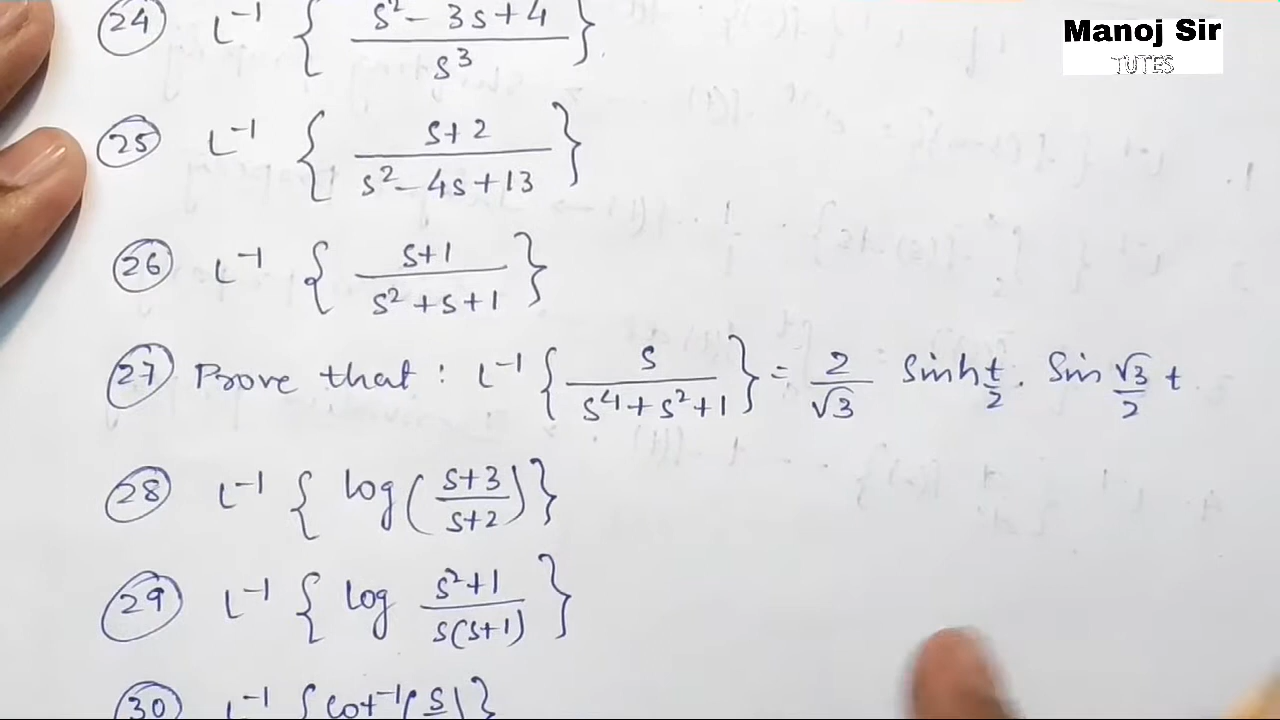 Manoj Sir
TUTES
(24) L⁻¹ { (s² - 3s + 4) / s³ }
(25) L⁻¹ { (s+2) / (s² - 4s + 13) }
(26) L⁻¹ { (s+1) / (s² + s + 1) }
(27) Prove that : L⁻¹ { s / (s⁴ + s² + 1) } = 2/√3 Sinh t/2 . Sin √3/2 t
(28) L⁻¹ { log ( (s+3) / (s+2) ) }
(29) L⁻¹ { log (s²+1) / (s(s+1)) }
(30) L⁻¹ { Cot⁻¹ ( s